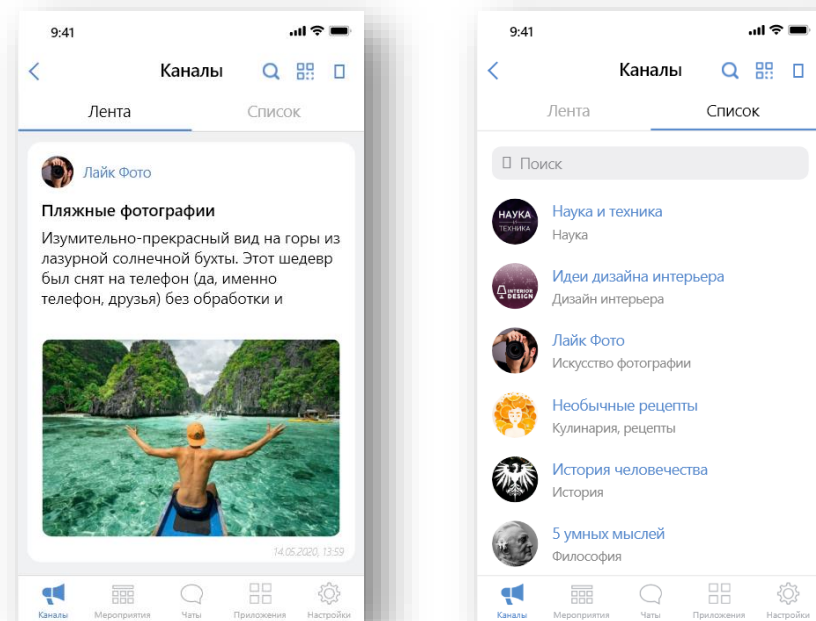 9:41
Каналы
Лента Список
Лайк Фото
Пляжные фотографии
Изумительно-прекрасный вид на горы из
лазурной солнечной бухты. Этот шедевр
был снят на телефон (да, именно
телефон, друзья) без обработки и
14.05.2020, 13:59
Каналы Мероприятия Чаты Приложения Настройки
9:41
Каналы
Лента Список
Поиск
НАУКА
И
ТЕХНИКА
Наука и техника
Наука
INTERIOR
DESIGN
Идеи дизайна интерьера
Дизайн интерьера
Лайк Фото
Искусство фотографии
Необычные рецепты
Кулинария, рецепты
История человечества
История
5 умных мыслей
Философия
Каналы Мероприятия Чаты Приложения Настройки